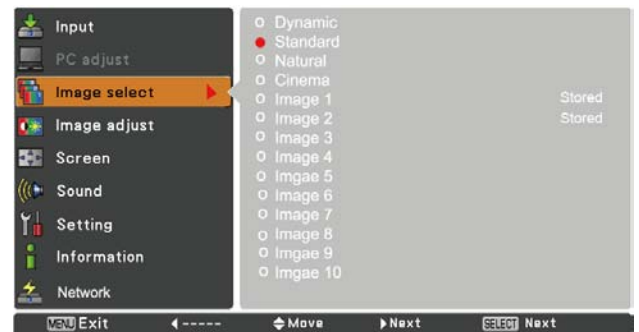 Input
PC adjust
Image select
Image adjust
Screen
Sound
Setting
Information
Network
Dynamic
Standard
Natural
Cinema
Image 1 Stored
Image 2 Stored
Image 3
Image 4
Imgae 5
Image 6
Image 7
Image 8
Imgae 9
Imgae 10
MENU Exit ◀----- Move ▶Next SELECT Next